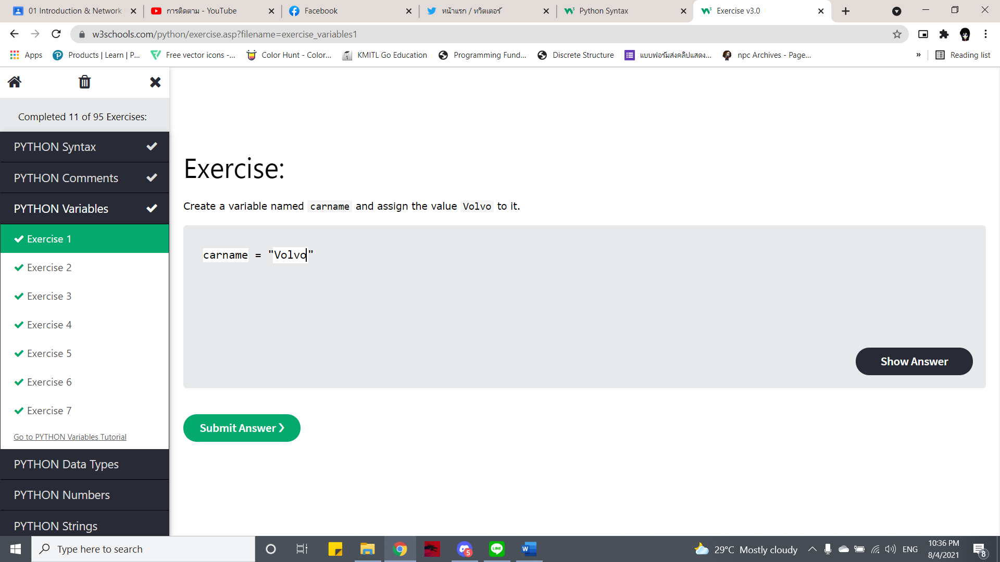 01 Introduction & Network
การติดตาม - YouTube
Facebook
หน้าแรก / ทวิตเตอร์
Python Syntax
Exercise v3.0
w3schools.com/python/exercise.asp?filename=exercise_variables1
Apps
Products | Learn | P...
Free vector icons -...
Color Hunt - Color...
KMITL Go Education
Programming Fund...
Discrete Structure
แบบฟอร์มส่งคลิปแสดง...
npc Archives - Page...
»
Reading list
Completed 11 of 95 Exercises:
PYTHON Syntax
PYTHON Comments
PYTHON Variables
Exercise 1
Exercise 2
Exercise 3
Exercise 4
Exercise 5
Exercise 6
Exercise 7
Go to PYTHON Variables Tutorial
PYTHON Data Types
PYTHON Numbers
PYTHON Strings
Exercise:
Create a variable named carname and assign the value Volvo to it.
carname = "Volvo"
Show Answer
Submit Answer ❯
Type here to search
5
LINE
W
29°C Mostly cloudy
ENG
10:36 PM
8/4/2021
8